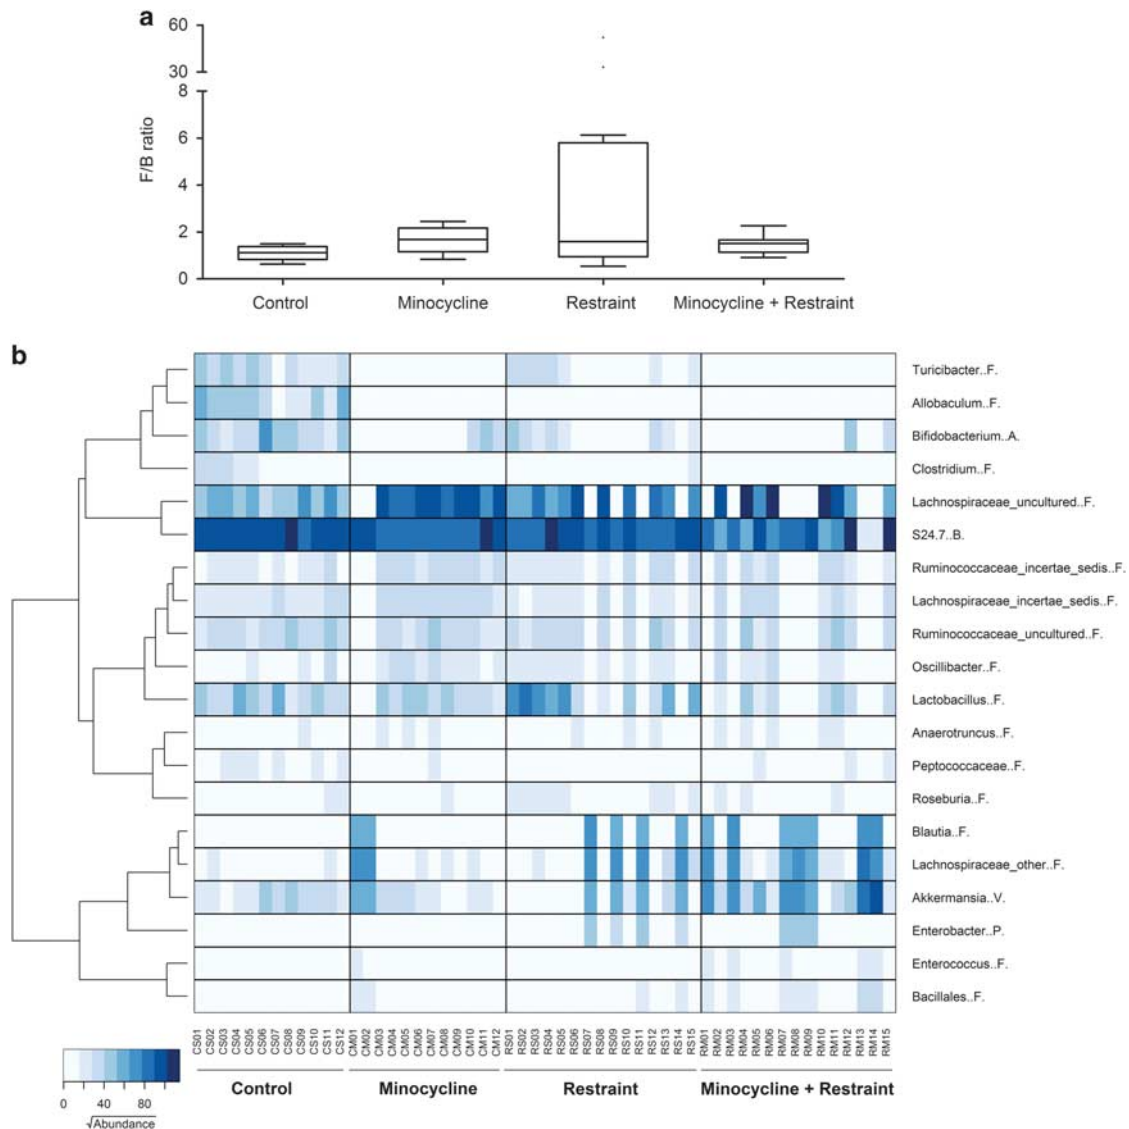 a
60
30
8
6
4
2
0
F/B ratio
Control Minocycline Restraint Minocycline + Restraint
b
Turicibacter..F.
Allobaculum..F.
Bifidobacterium..A.
Clostridium..F.
Lachnospiraceae_uncultured..F.
S24.7..B.
Ruminococcaceae_incertae_sedis..F.
Lachnospiraceae_incertae_sedis..F.
Ruminococcaceae_uncultured..F.
Oscillibacter..F.
Lactobacillus..F.
Anaerotruncus..F.
Peptococcaceae..F.
Roseburia..F.
Blautia..F.
Lachnospiraceae_other..F.
Akkermansia..V.
Enterobacter..P.
Enterococcus..F.
Bacillales..F.
CS01 CS02 CS03 CS04 CS05 CS06 CS07 CS08 CS09 CS10 CS11 CS12 CM01 CM02 CM03 CM04 CM05 CM06 CM07 CM08 CM09 CM10 CM11 CM12 RS01 RS02 RS03 RS04 RS05 RS06 RS07 RS08 RS09 RS10 RS11 RS12 RS13 RS14 RS15 RM01 RM02 RM03 RM04 RM05 RM06 RM07 RM08 RM09 RM10 RM11 RM12 RM13 RM14 RM15
Control Minocycline Restraint Minocycline + Restraint
0 40 80
√Abundance